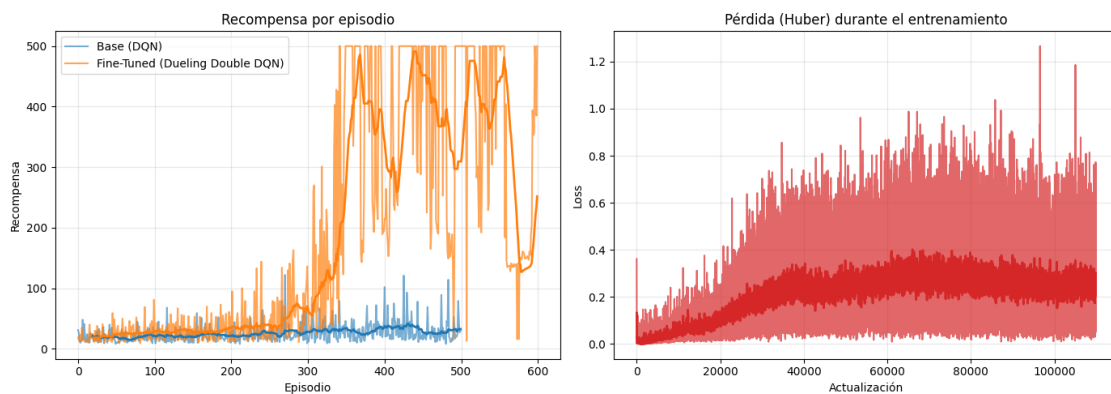 Recompensa por episodio
Base (DQN)
Fine-Tuned (Dueling Double DQN)
500
400
300
200
100
0
Recompensa
0 100 200 300 400 500 600
Episodio
Pérdida (Huber) durante el entrenamiento
1.2
1.0
0.8
0.6
0.4
0.2
0.0
Loss
0 20000 40000 60000 80000 100000
Actualización